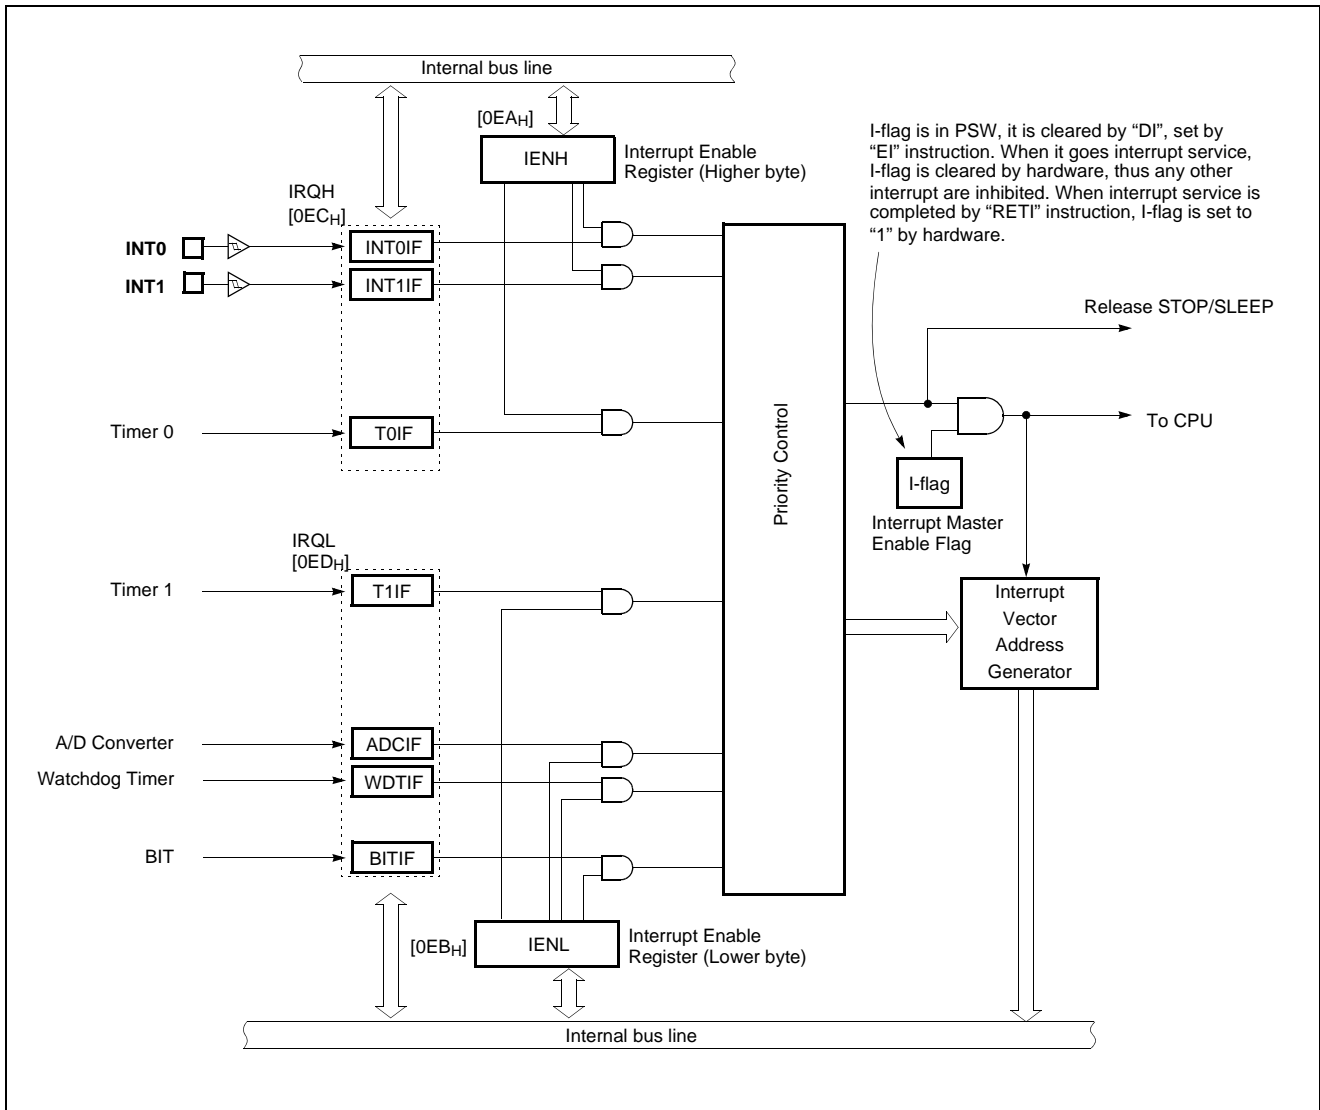 Internal bus line
[0EAH]
IENH
Interrupt Enable
Register (Higher byte)
I-flag is in PSW, it is cleared by “DI”, set by
“EI” instruction. When it goes interrupt service,
I-flag is cleared by hardware, thus any other
interrupt are inhibited. When interrupt service is
completed by “RETI” instruction, I-flag is set to
“1” by hardware.
IRQH
[0ECH]
INT0
INT0IF
INT1
INT1IF
Release STOP/SLEEP
Timer 0
T0IF
Priority Control
To CPU
I-flag
Interrupt Master
Enable Flag
IRQL
[0EDH]
Timer 1
T1IF
Interrupt
Vector
Address
Generator
A/D Converter
ADCIF
Watchdog Timer
WDTIF
BIT
BITIF
[0EBH]
IENL
Interrupt Enable
Register (Lower byte)
Internal bus line